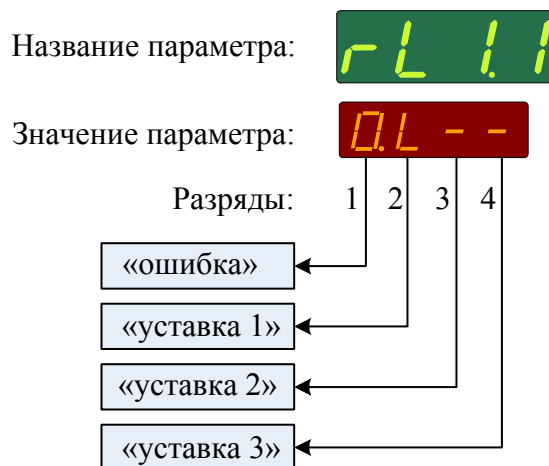 Название параметра: rL 1.1
Значение параметра: 0.L - -
Разряды: 1 2 3 4
«ошибка»
«уставка 1»
«уставка 2»
«уставка 3»